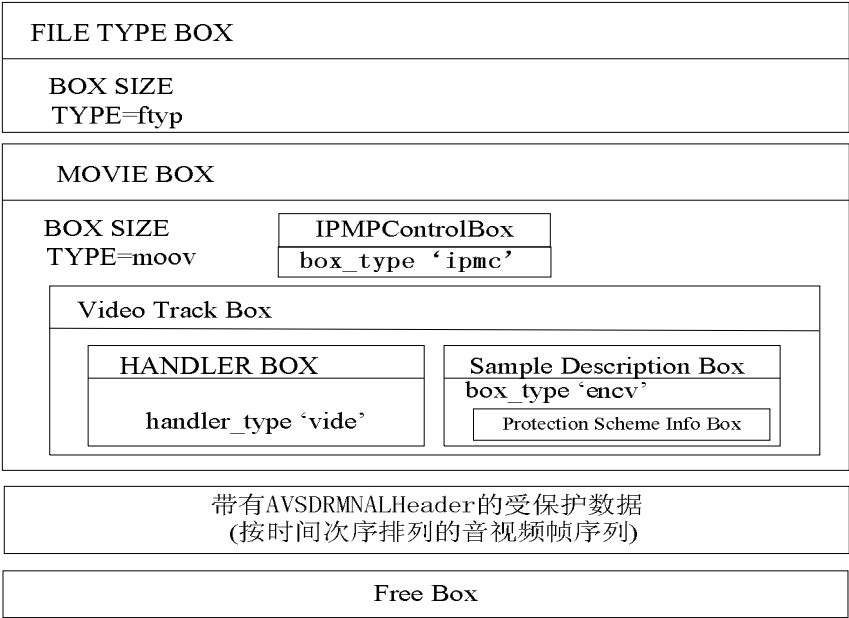 FILE TYPE BOX
BOX SIZE
TYPE=ftyp
MOVIE BOX
BOX SIZE
TYPE=moov
IPMPControlBox
box_type ‘ipmc’
Video Track Box
HANDLER BOX
handler_type ‘vide’
Sample Description Box
box_type ‘encv’
Protection Scheme Info Box
带有AVSDRMNALHeader的受保护数据
(按时间次序排列的音视频帧序列)
Free Box